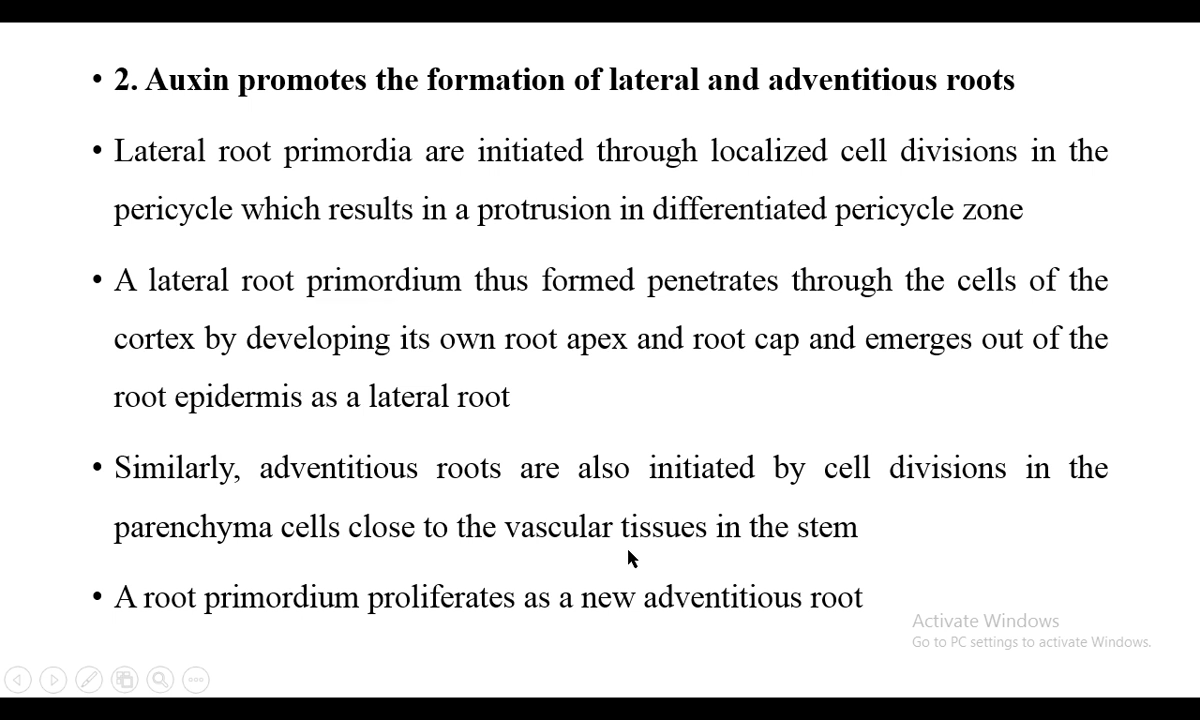 • 2. Auxin promotes the formation of lateral and adventitious roots
• Lateral root primordia are initiated through localized cell divisions in the
pericycle which results in a protrusion in differentiated pericycle zone
• A lateral root primordium thus formed penetrates through the cells of the
cortex by developing its own root apex and root cap and emerges out of the
root epidermis as a lateral root
• Similarly, adventitious roots are also initiated by cell divisions in the
parenchyma cells close to the vascular tissues in the stem
• A root primordium proliferates as a new adventitious root
Activate Windows
Go to PC settings to activate Windows.